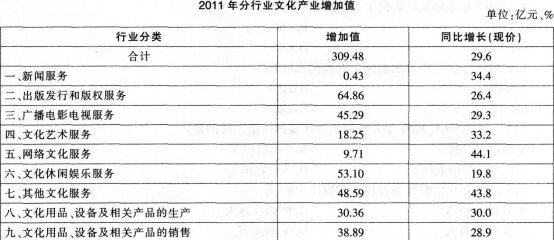 2011 年分行业文化产业增加值
单位:亿元、%
行业分类 增加值 同比增长(现价)
合计 309.48 29.6
一、新闻服务 0.43 34.4
二、出版发行和版权服务 64.86 26.4
三、广播电影电视服务 45.29 29.3
四、文化艺术服务 18.25 33.2
五、网络文化服务 9.71 44.1
六、文化休闲娱乐服务 53.10 19.8
七、其他文化服务 48.59 43.8
八、文化用品、设备及相关产品的生产 30.36 30.0
九、文化用品、设备及相关产品的销售 38.89 28.9